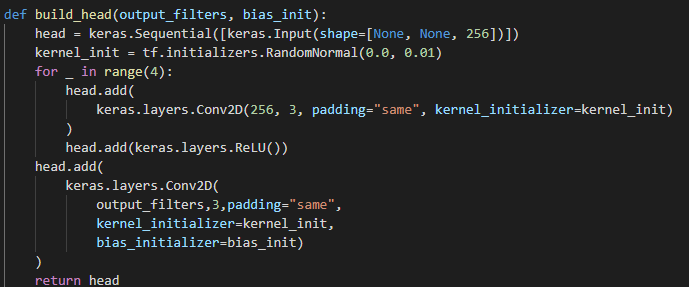 def build_head(output_filters, bias_init):
    head = keras.Sequential([keras.Input(shape=[None, None, 256])])
    kernel_init = tf.initializers.RandomNormal(0.0, 0.01)
    for _ in range(4):
        head.add(
            keras.layers.Conv2D(256, 3, padding="same", kernel_initializer=kernel_init)
        )
        head.add(keras.layers.ReLU())
    head.add(
        keras.layers.Conv2D(
            output_filters,3,padding="same",
            kernel_initializer=kernel_init,
            bias_initializer=bias_init)
    )
    return head